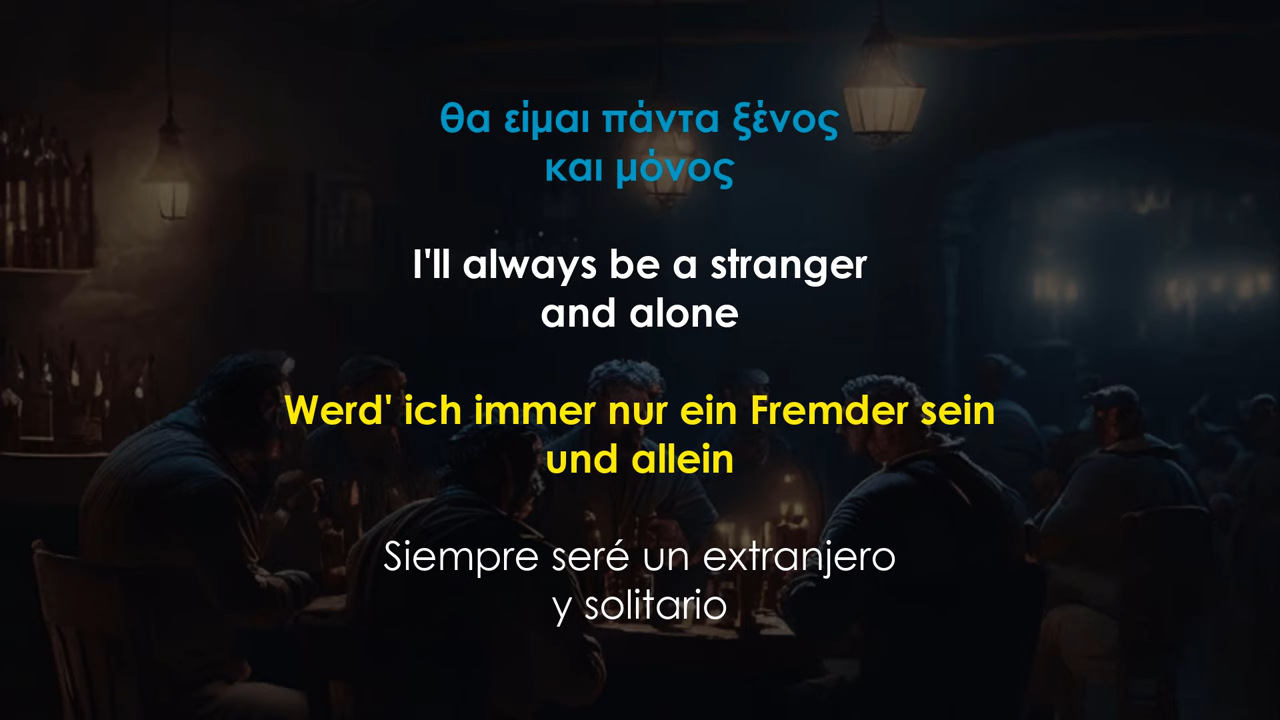 θα είμαι πάντα ξένος
και μόνος
I'll always be a stranger
and alone
Werd' ich immer nur ein Fremder sein
und allein
Siempre seré un extranjero
y solitario